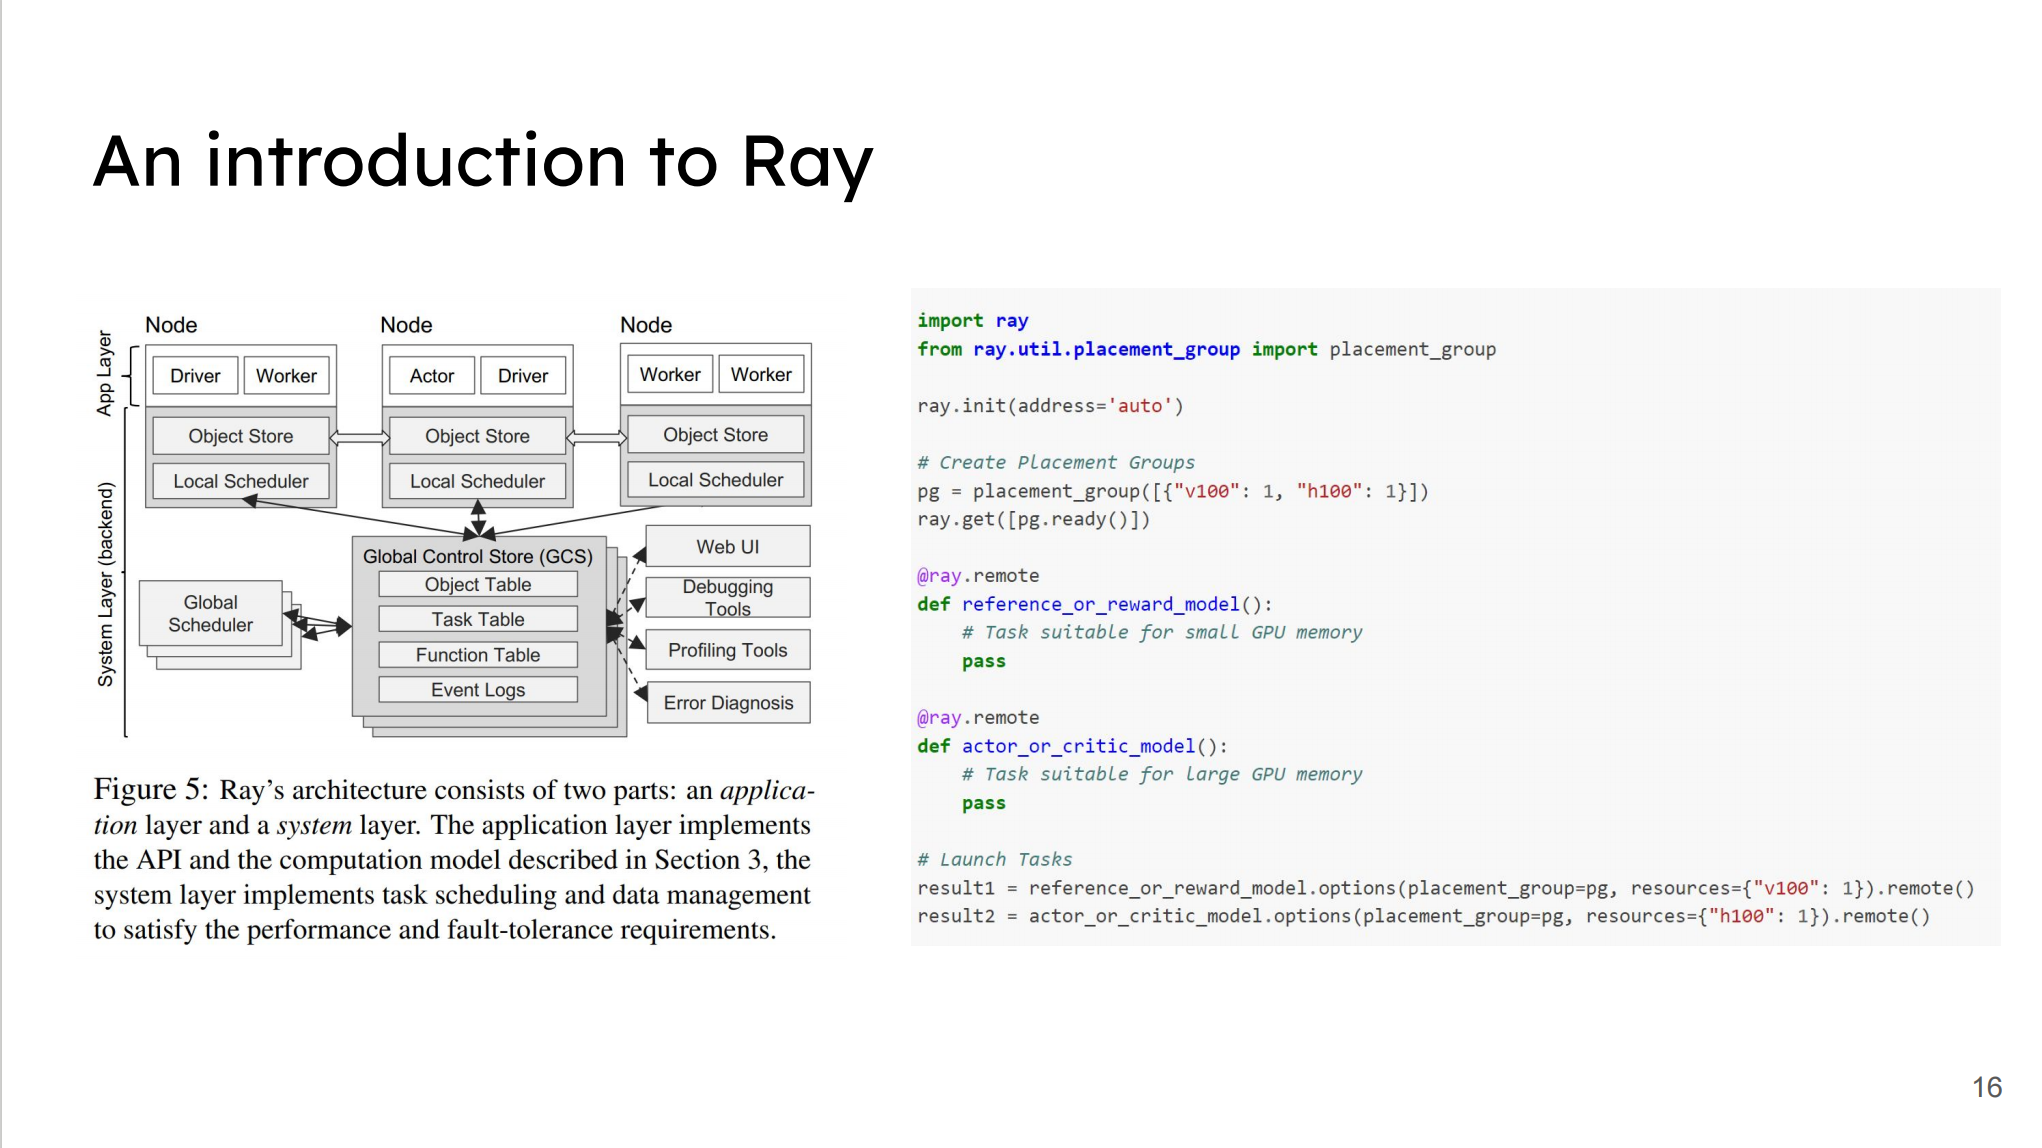 An introduction to Ray
Node
Node
Node
App Layer
Driver
Worker
Actor
Driver
Worker
Worker
Object Store
Object Store
Object Store
Local Scheduler
Local Scheduler
Local Scheduler
System Layer (backend)
Global
Scheduler
Global Control Store (GCS)
Object Table
Task Table
Function Table
Event Logs
Web UI
Debugging
Tools
Profiling Tools
Error Diagnosis
Figure 5: Ray's architecture consists of two parts: an applica-
tion layer and a system layer. The application layer implements
the API and the computation model described in Section 3, the
system layer implements task scheduling and data management
to satisfy the performance and fault-tolerance requirements.
import ray
from ray.util.placement_group import placement_group
ray.init(address='auto')
# Create Placement Groups
pg = placement_group([{"v100": 1, "h100": 1}])
ray.get([pg.ready()])
@ray.remote
def reference_or_reward_model():
    # Task suitable for small GPU memory
    pass
@ray.remote
def actor_or_critic_model():
    # Task suitable for large GPU memory
    pass
# Launch Tasks
result1 = reference_or_reward_model.options(placement_group=pg, resources={"v100": 1}).remote()
result2 = actor_or_critic_model.options(placement_group=pg, resources={"h100": 1}).remote()
16